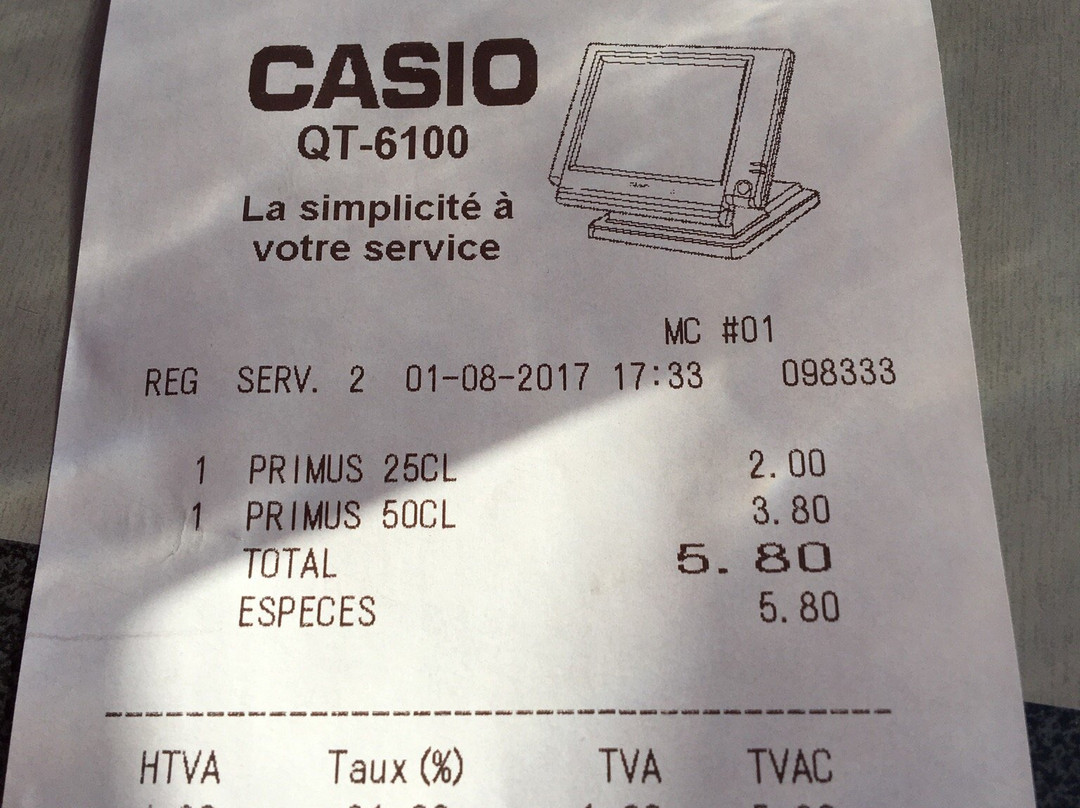 CASIO
QT-6100
La simplicité à
votre service
MC #01
REG SERV. 2 01-08-2017 17:33 098333
1 PRIMUS 25CL 2.00
1 PRIMUS 50CL 3.80
TOTAL 5.80
ESPECES 5.80
HTVA Taux (%) TVA TVAC